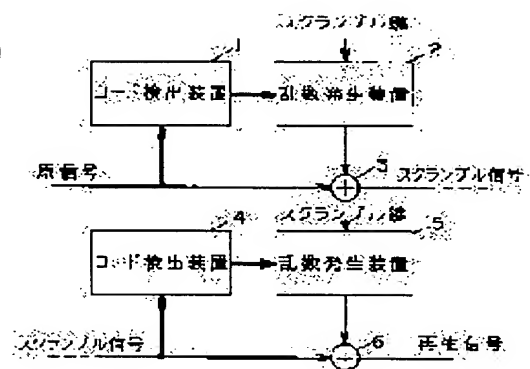 スクランブル鍵
1
2
コード検出装置
乱数発生装置
原信号
3
スクランブル信号
スクランブル鍵
4
5
コード検出装置
乱数発生装置
スクランブル信号
6
再生信号